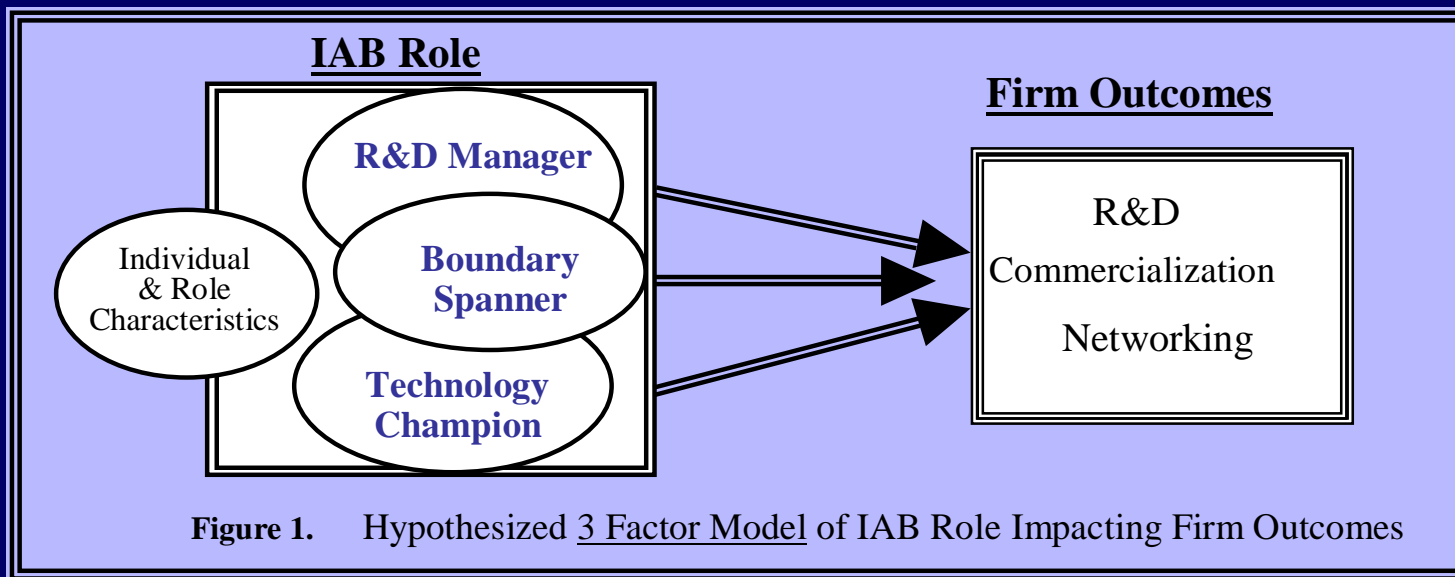 IAB Role
Firm Outcomes
R&D Manager
Boundary
Spanner
Technology
Champion
Individual
& Role
Characteristics
R&D
Commercialization
Networking
Figure 1. Hypothesized 3 Factor Model of IAB Role Impacting Firm Outcomes